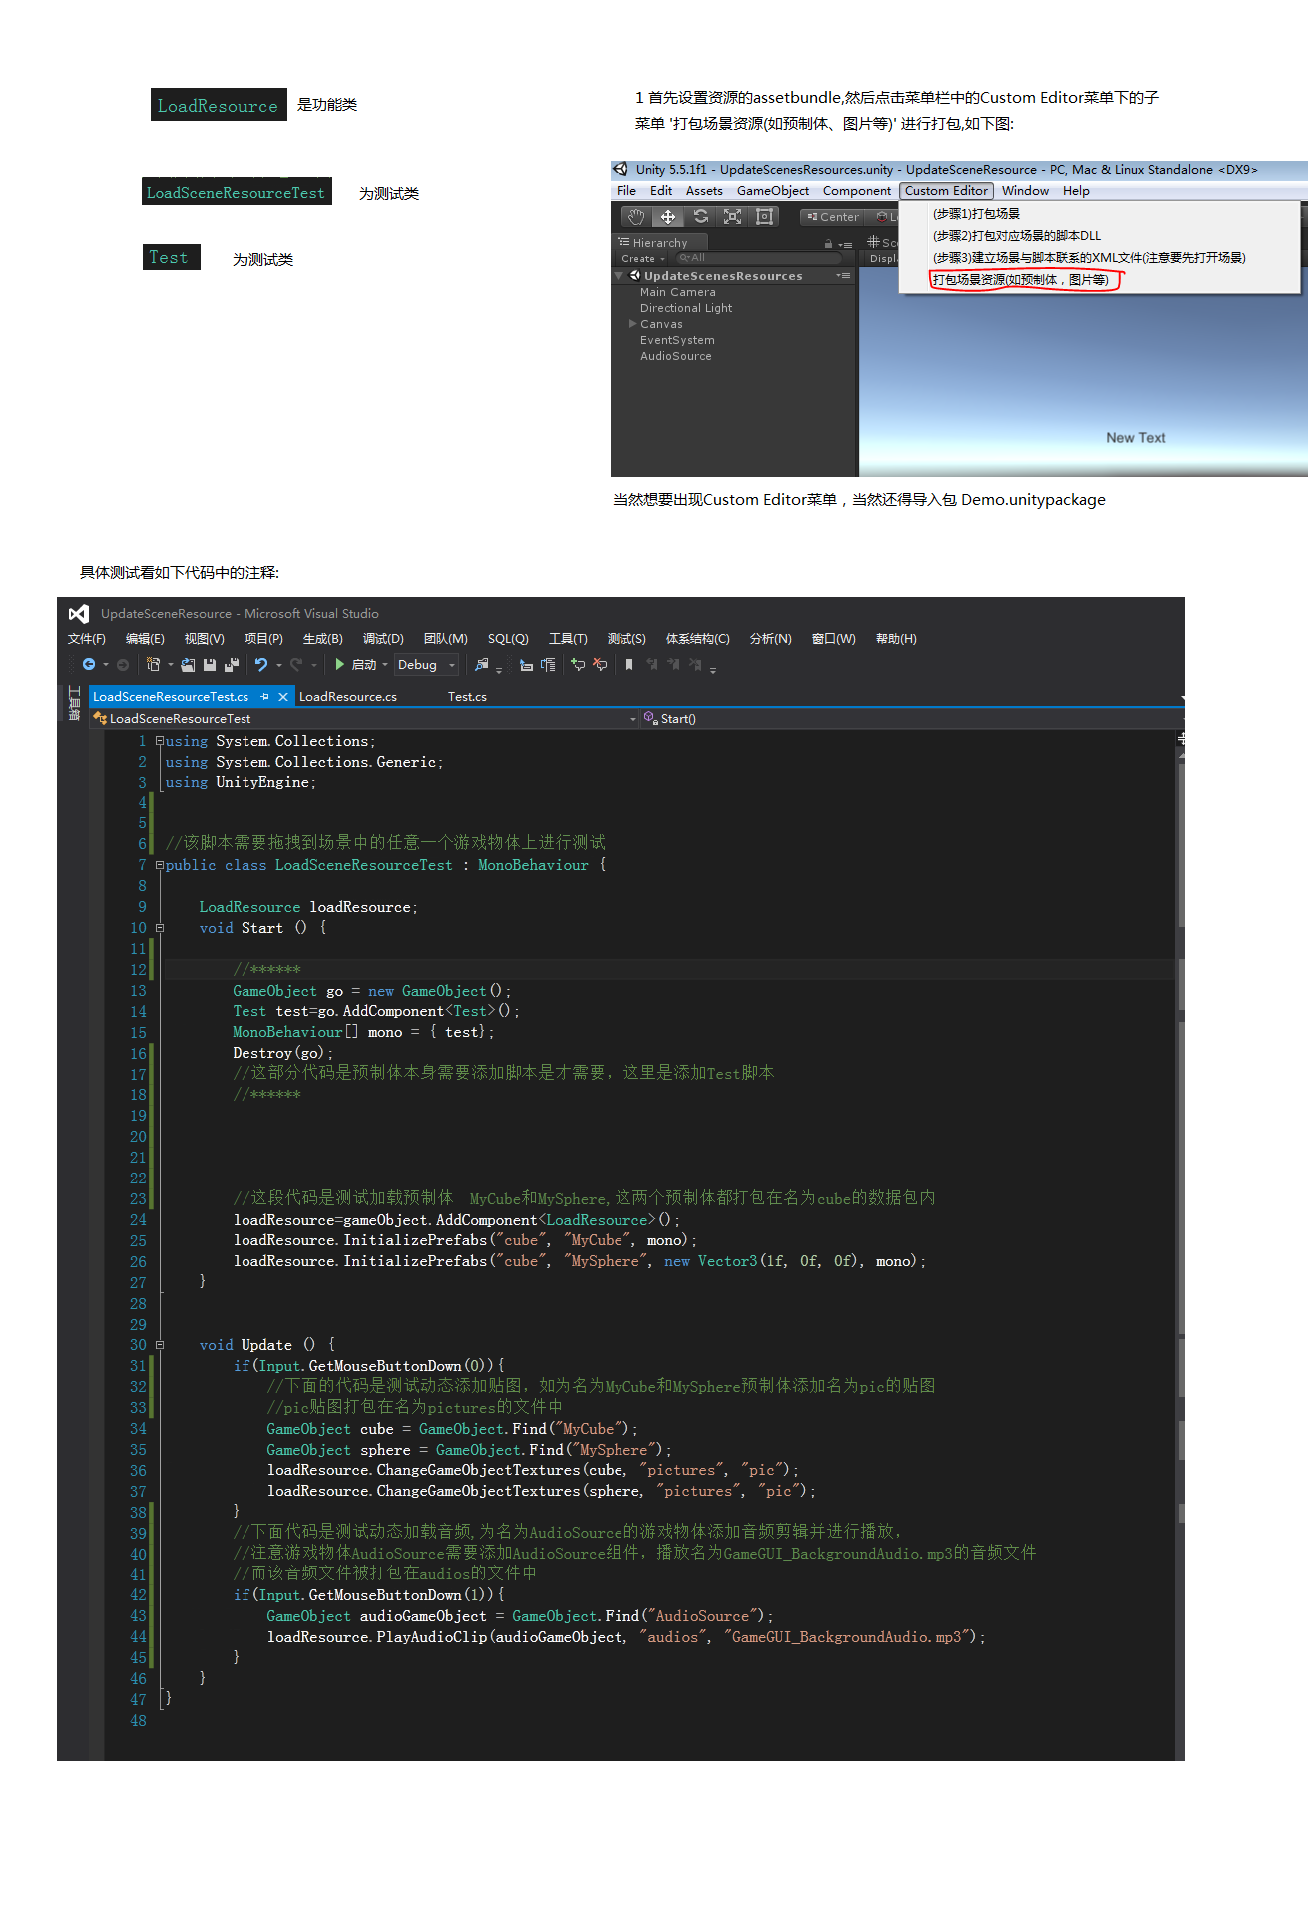 LoadResource 是功能类
LoadSceneResourceTest 为测试类
Test 为测试类
1 首先设置资源的assetbundle,然后点击菜单栏中的Custom Editor菜单下的子
菜单 '打包场景资源(如预制体、图片等)' 进行打包,如下图:
Unity 5.5.1f1 - UpdateScenesResources.unity - UpdateSceneResource - PC, Mac & Linux Standalone <DX9>
File Edit Assets GameObject Component Custom Editor Window Help
Center
(步骤1)打包场景
(步骤2)打包对应场景的脚本DLL
(步骤3)建立场景与脚本联系的XML文件(注意要先打开场景)
打包场景资源(如预制体，图片等)
Hierarchy
Create All
UpdateScenesResources
Main Camera
Directional Light
Canvas
EventSystem
AudioSource
New Text
当然想要出现Custom Editor菜单，当然还得导入包 Demo.unitypackage
具体测试看如下代码中的注释:
UpdateSceneResource - Microsoft Visual Studio
文件(F) 编辑(E) 视图(V) 项目(P) 生成(B) 调试(D) 团队(M) SQL(Q) 工具(T) 测试(S) 体系结构(C) 分析(N) 窗口(W) 帮助(H)
启动 Debug
工具箱
LoadSceneResourceTest.cs LoadResource.cs Test.cs
LoadSceneResourceTest Start()
1 using System.Collections;
2 using System.Collections.Generic;
3 using UnityEngine;
4
5
6 //该脚本需要拖拽到场景中的任意一个游戏物体上进行测试
7 public class LoadSceneResourceTest : MonoBehaviour {
8
9 LoadResource loadResource;
10 void Start () {
11
12 //******
13 GameObject go = new GameObject();
14 Test test=go.AddComponent<Test>();
15 MonoBehaviour[] mono = { test};
16 Destroy(go);
17 //这部分代码是预制体本身需要添加脚本是才需要，这里是添加Test脚本
18 //******
19
20
21
22
23 //这段代码是测试加载预制体 MyCube和MySphere,这两个预制体都打包在名为cube的数据包内
24 loadResource=gameObject.AddComponent<LoadResource>();
25 loadResource.InitializePrefabs("cube", "MyCube", mono);
26 loadResource.InitializePrefabs("cube", "MySphere", new Vector3(1f, 0f, 0f), mono);
27 }
28
29
30 void Update () {
31 if(Input.GetMouseButtonDown(0)){
32 //下面的代码是测试动态添加贴图，如为名为MyCube和MySphere预制体添加名为pic的贴图
33 //pic贴图打包在名为pictures的文件中
34 GameObject cube = GameObject.Find("MyCube");
35 GameObject sphere = GameObject.Find("MySphere");
36 loadResource.ChangeGameObjectTextures(cube, "pictures", "pic");
37 loadResource.ChangeGameObjectTextures(sphere, "pictures", "pic");
38 }
39 //下面代码是测试动态加载音频,为名为AudioSource的游戏物体添加音频剪辑并进行播放，
40 //注意游戏物体AudioSource需要添加AudioSource组件，播放名为GameGUI_BackgroundAudio.mp3的音频文件
41 //而该音频文件被打包在audios的文件中
42 if(Input.GetMouseButtonDown(1)){
43 GameObject audioGameObject = GameObject.Find("AudioSource");
44 loadResource.PlayAudioClip(audioGameObject, "audios", "GameGUI_BackgroundAudio.mp3");
45 }
46 }
47 }
48